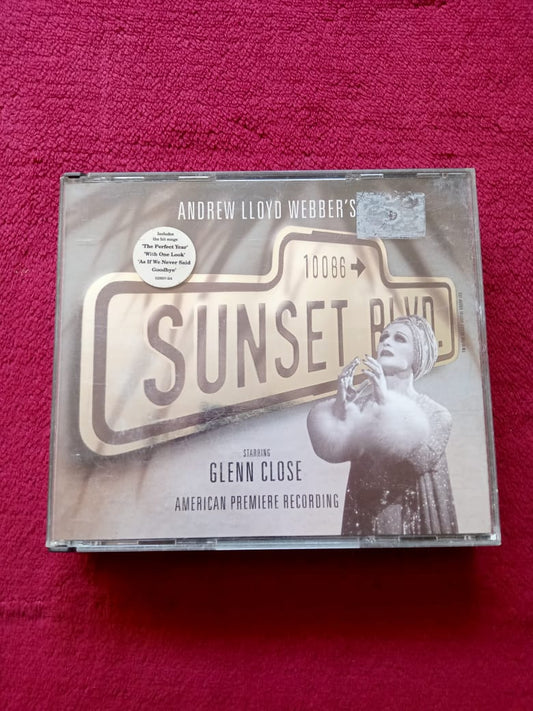 ANDREW LLOYD WEBBER'S
Includes
the hit songs
'The Perfect Year'
'With One Look'
'As If We Never Said
Goodbye'
10086 →
SUNSET BLVD.
STARRING
GLENN CLOSE
AMERICAN PREMIERE RECORDING